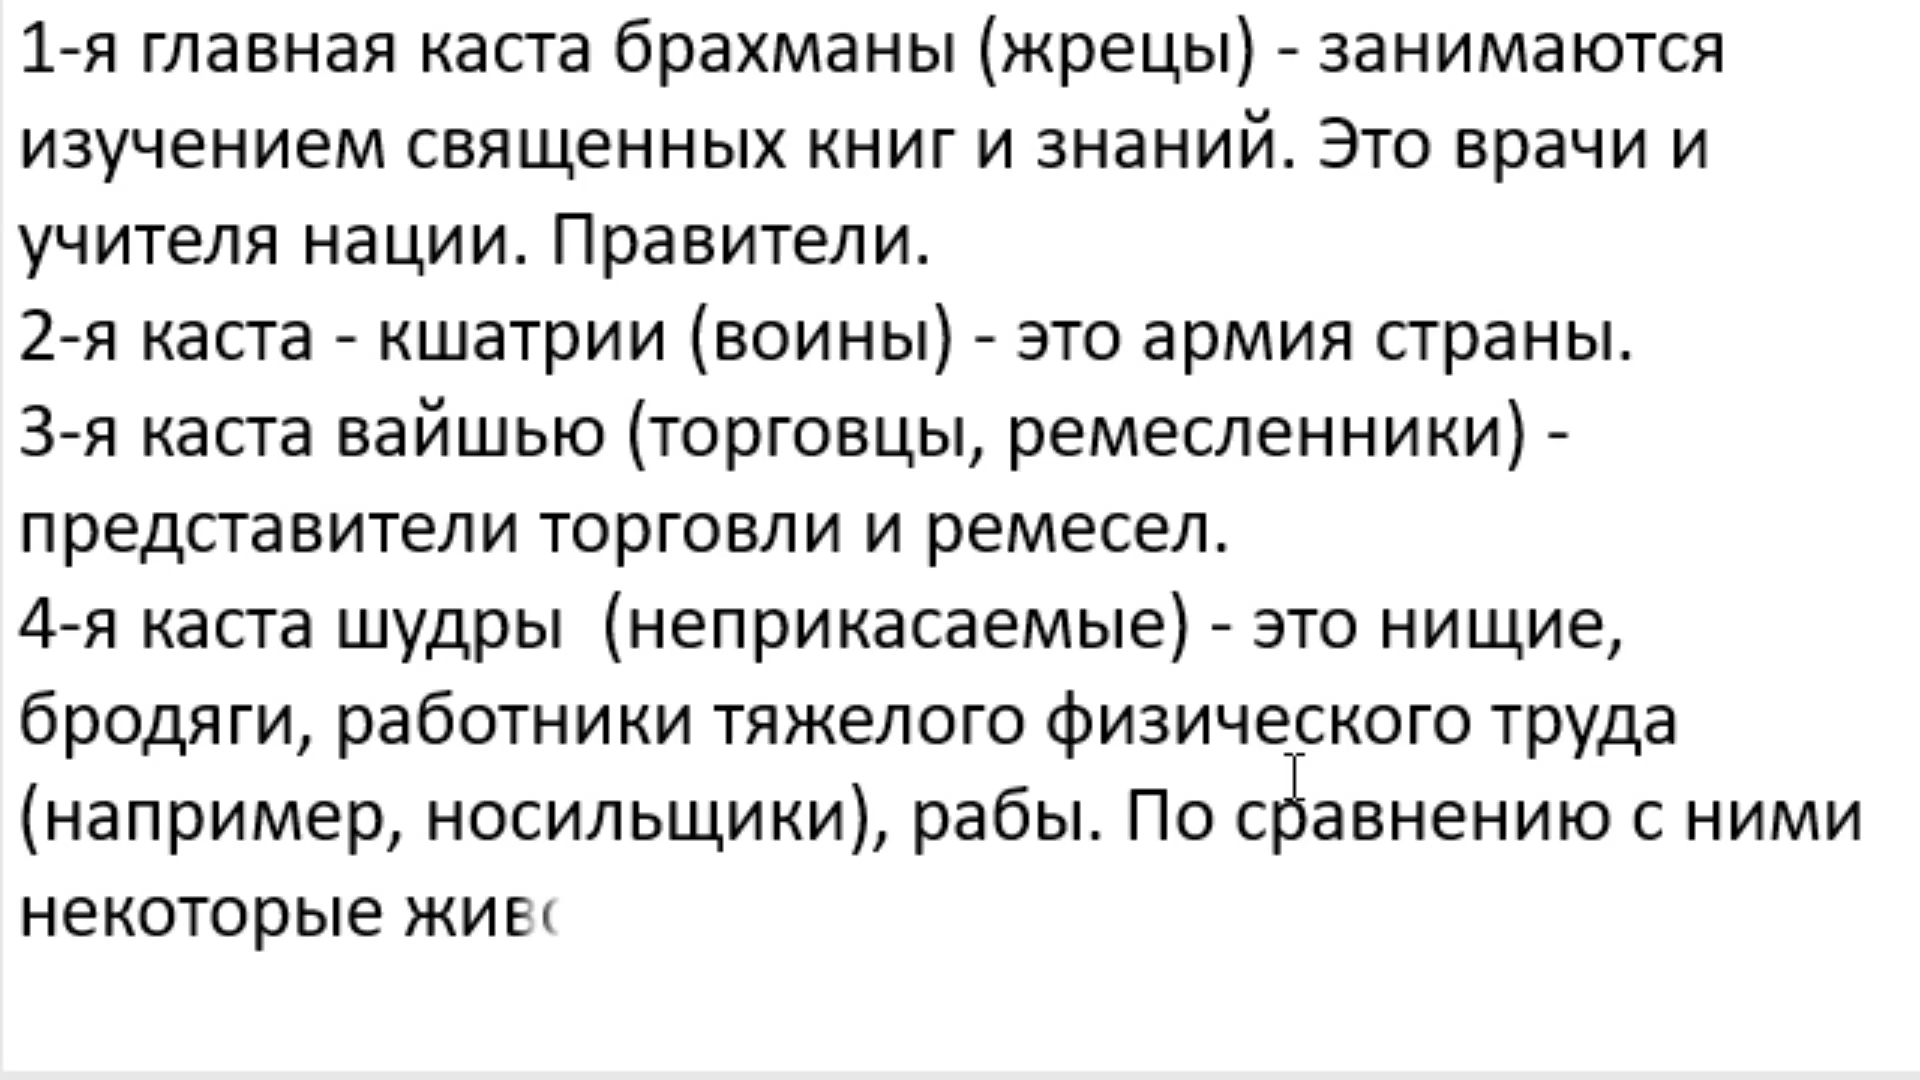 1-я главная каста брахманы (жрецы) - занимаются
изучением священных книг и знаний. Это врачи и
учителя нации. Правители.
2-я каста - кшатрии (воины) - это армия страны.
3-я каста вайшью (торговцы, ремесленники) -
представители торговли и ремесел.
4-я каста шудры  (неприкасаемые) - это нищие,
бродяги, работники тяжелого физического труда
(например, носильщики), рабы. По сравнению с ними
некоторые